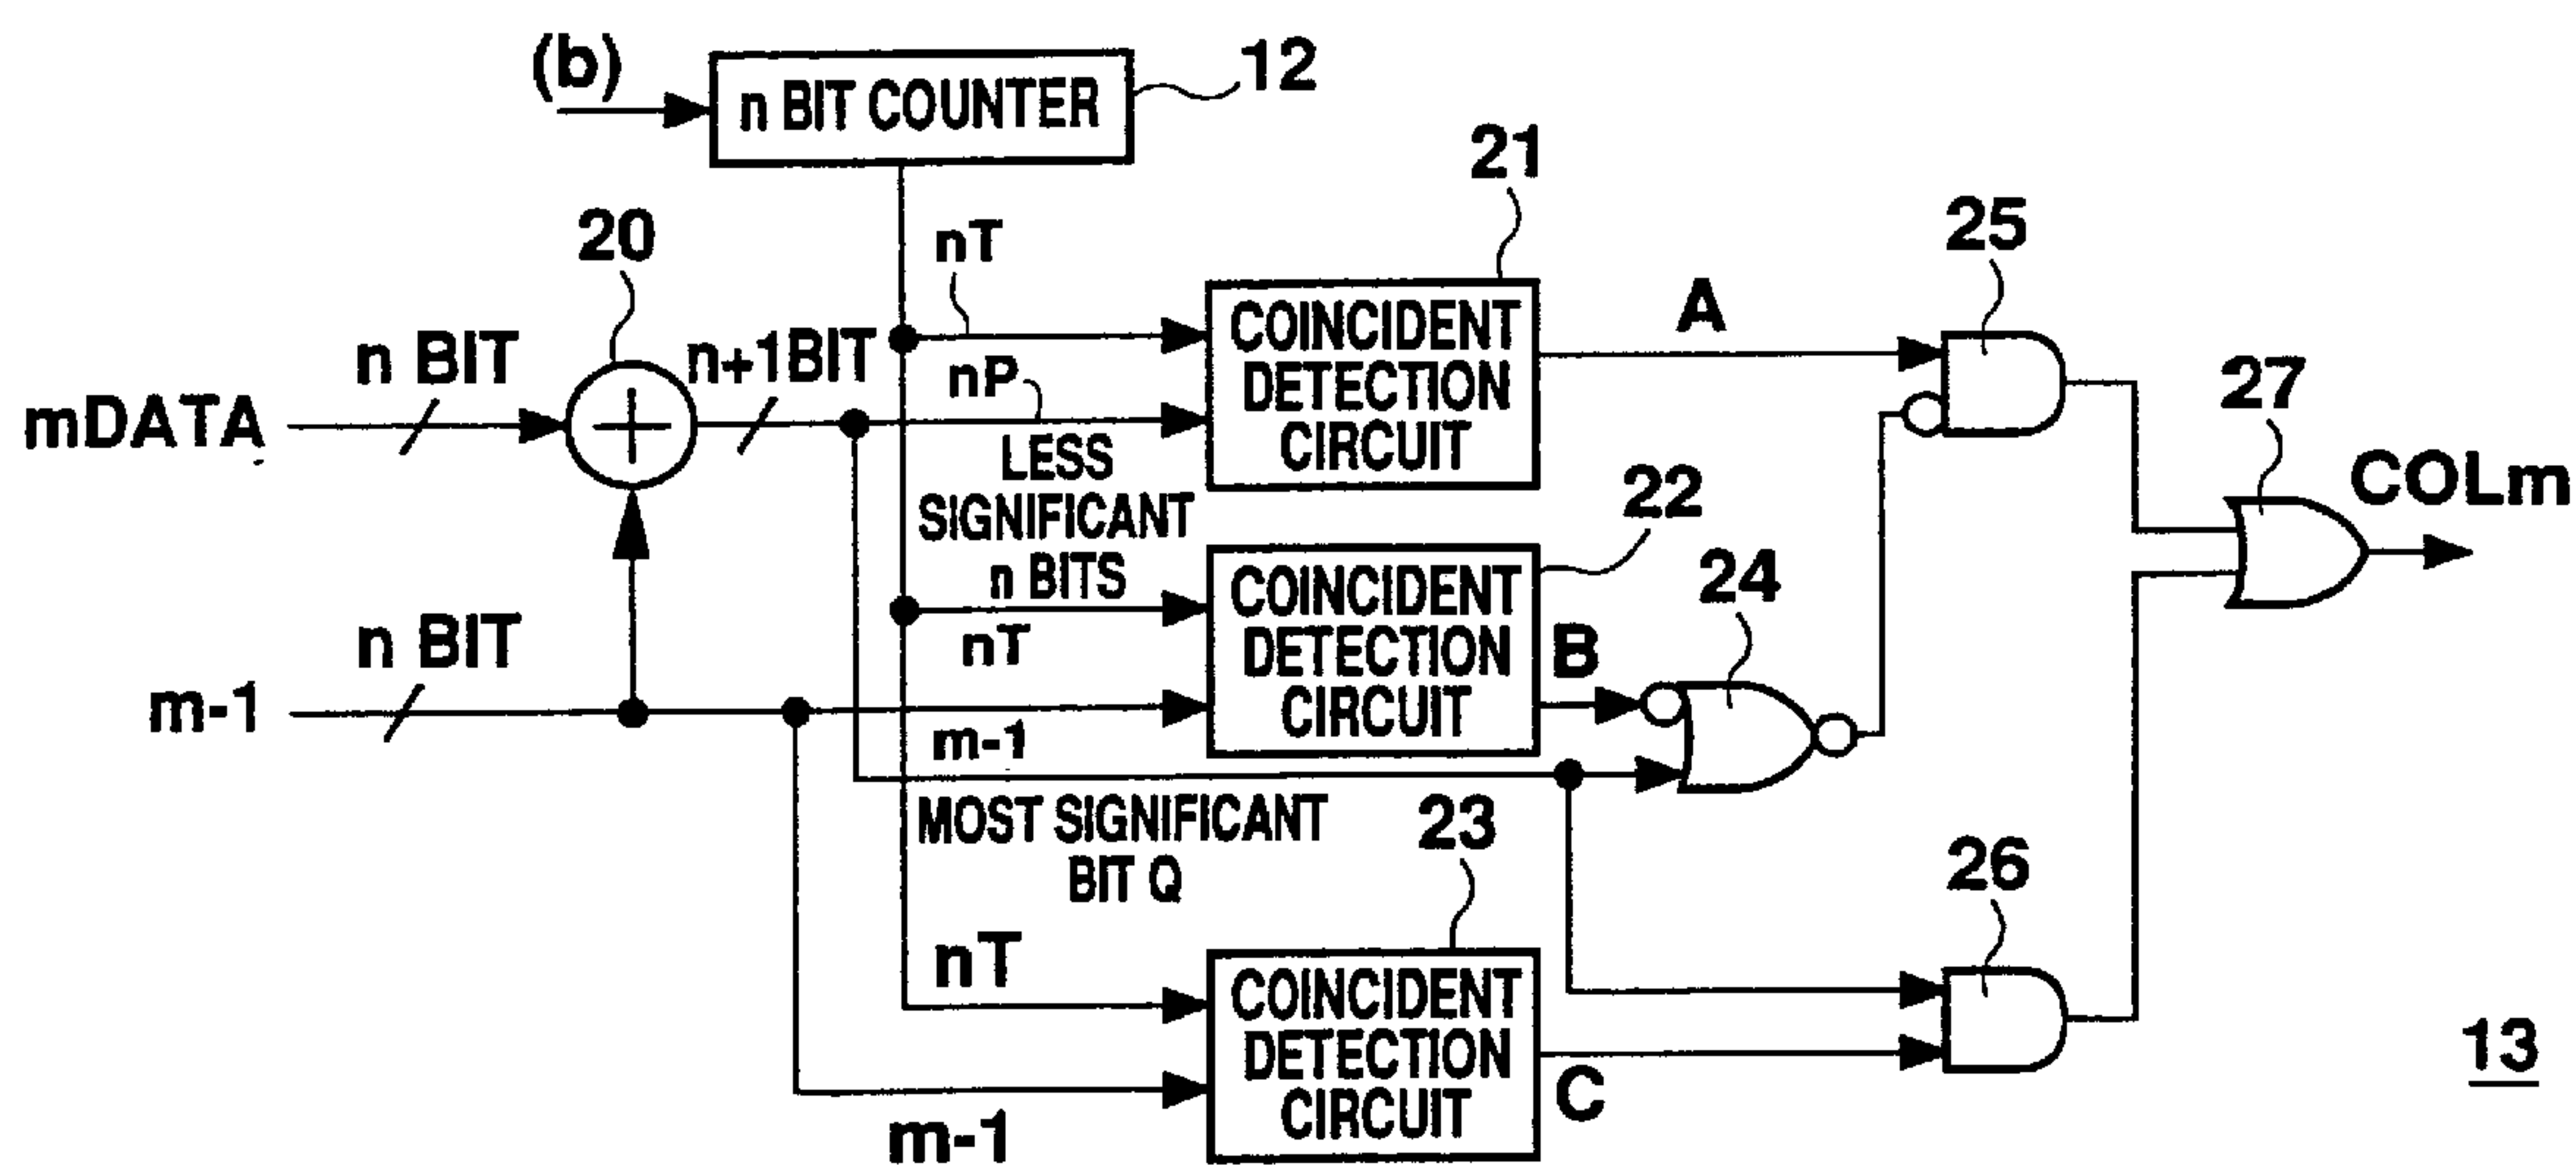 (b)
n BIT COUNTER
12
21
20
nT
25
n BIT
n+1BIT
nP
COINCIDENT
DETECTION
CIRCUIT
A
27
mDATA
LESS
SIGNIFICANT
n BITS
22
COLm
n BIT
nT
COINCIDENT
DETECTION
CIRCUIT
B
24
m-1
m-1
MOST SIGNIFICANT
BIT Q
23
26
nT
COINCIDENT
DETECTION
CIRCUIT
C
13
m-1